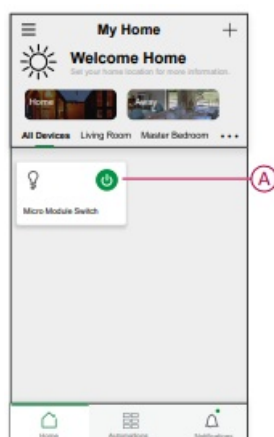 My Home
Welcome Home
Set your home location for more information.
Home
Away
All Devices Living Room Master Bedroom
Micro Module Switch
A
Home Automations Notifications